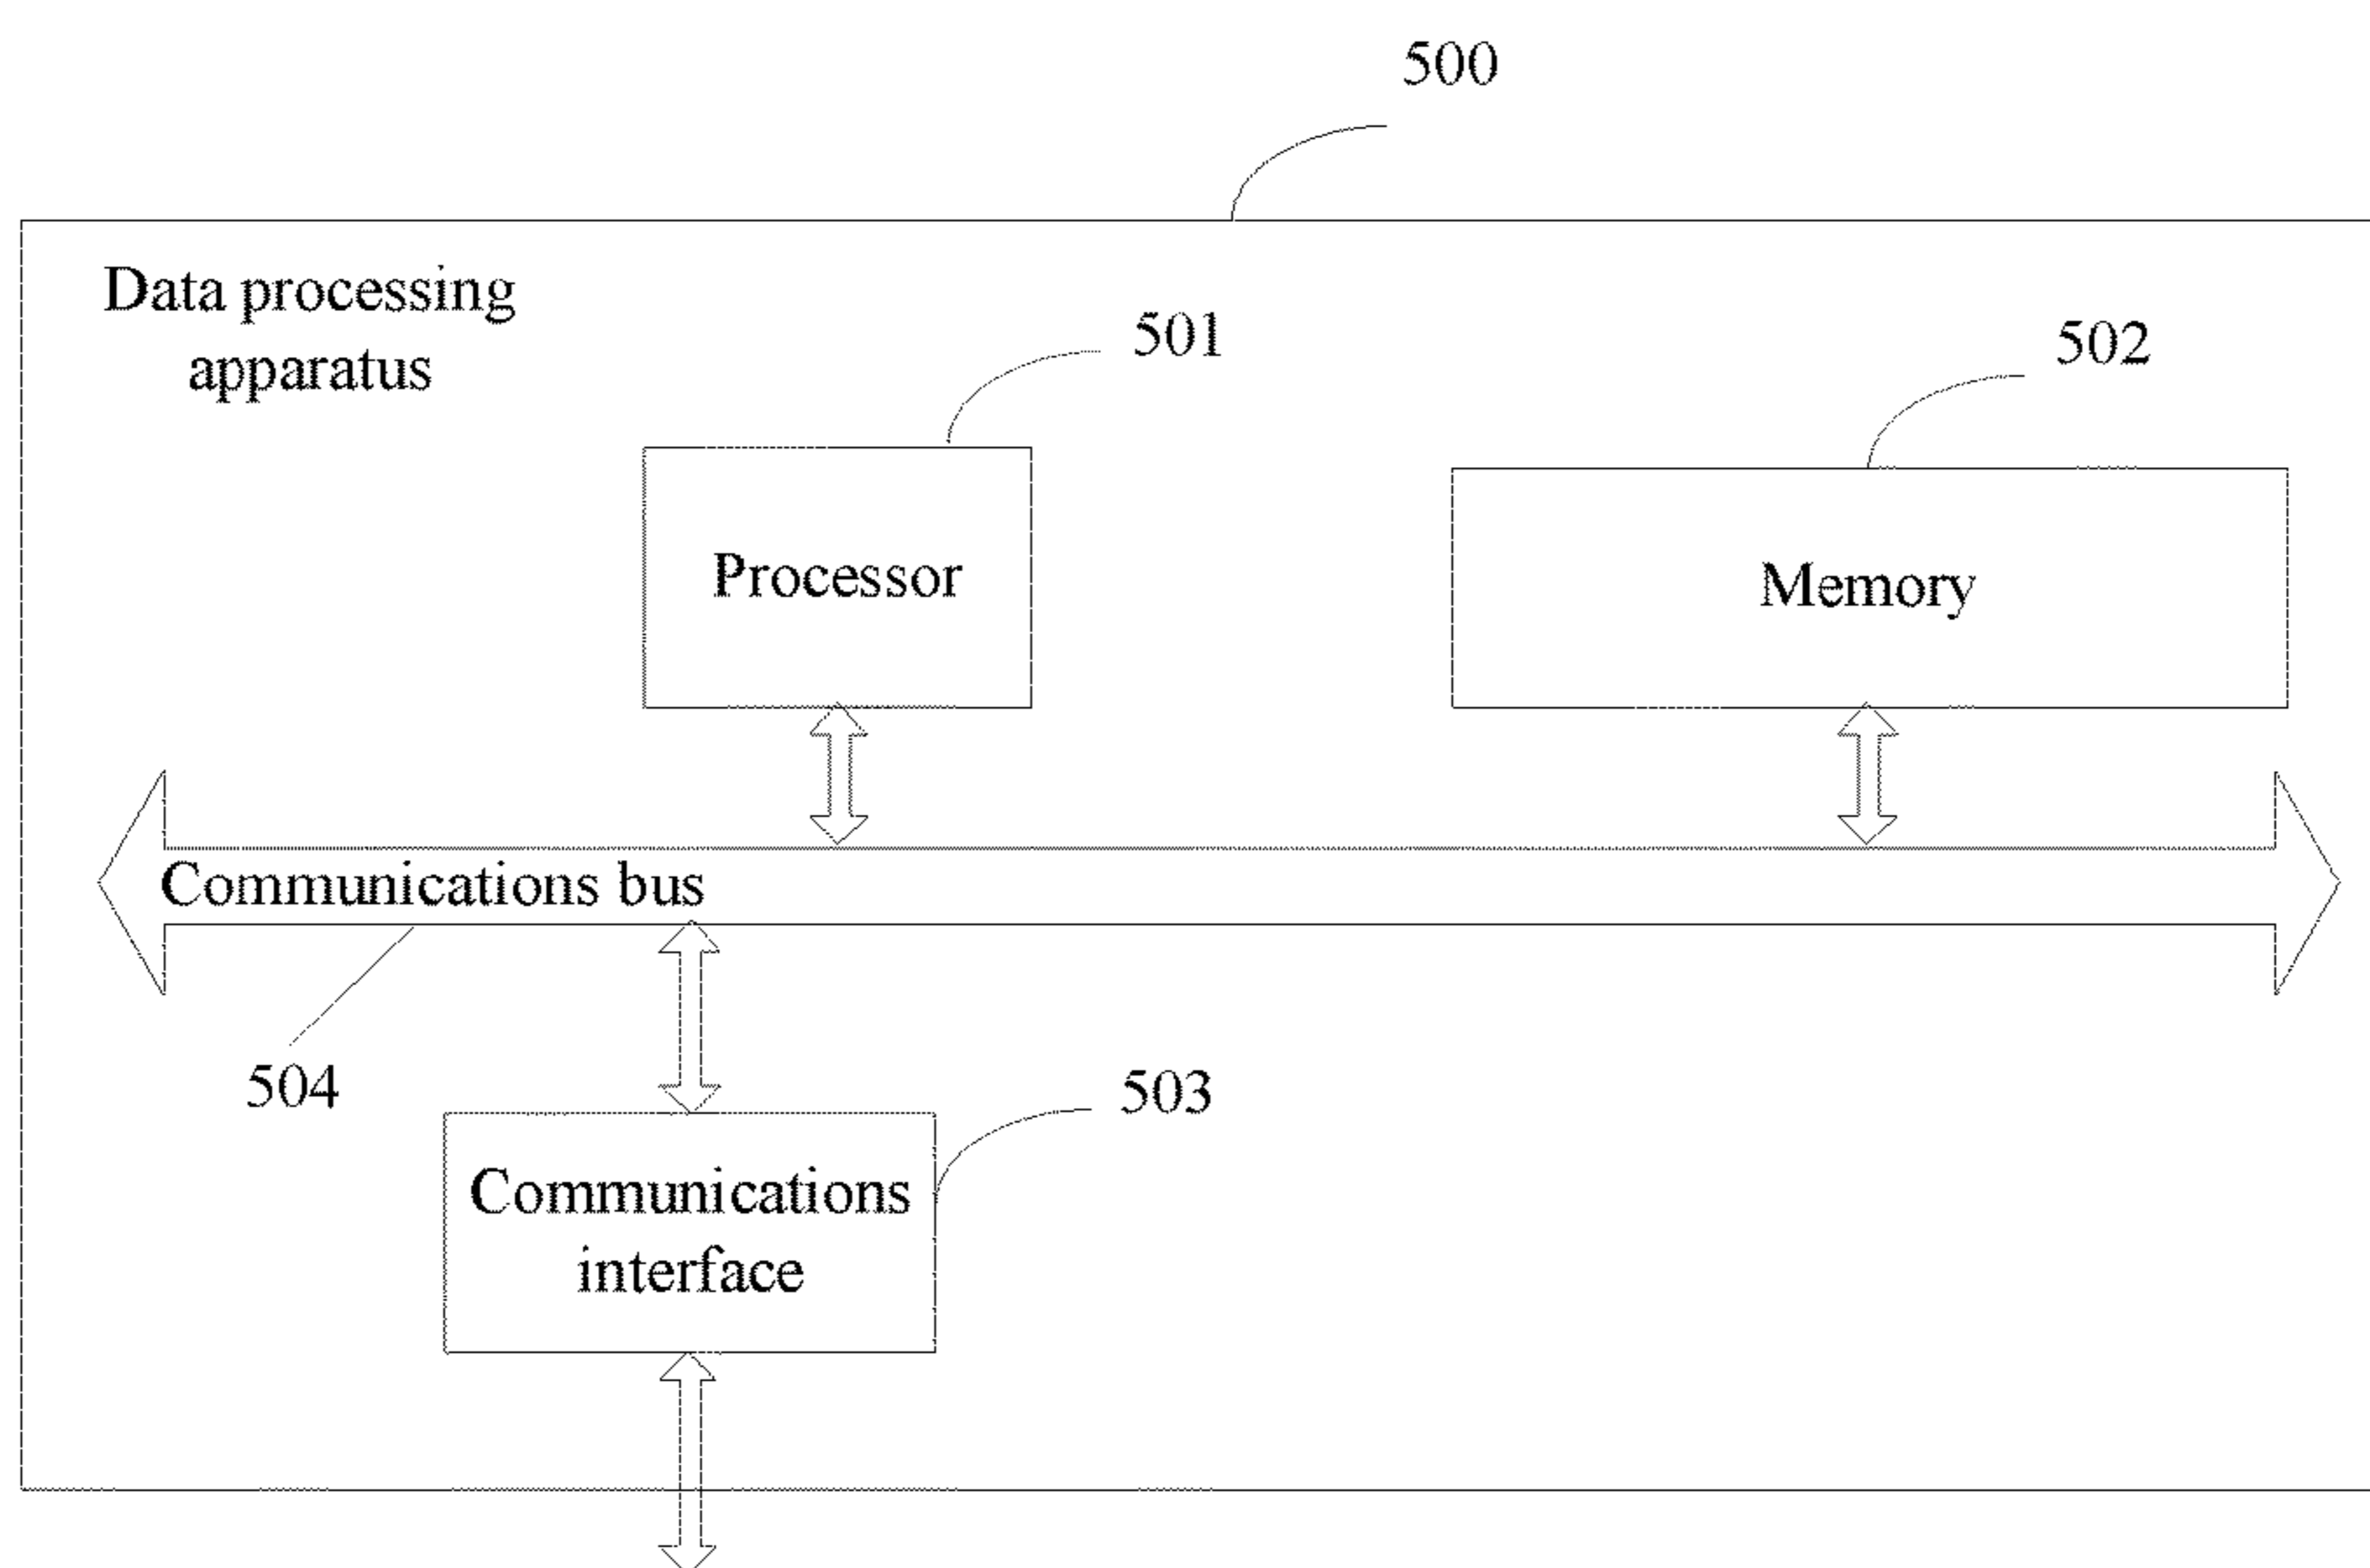 500
Data processing
apparatus
501
502
Processor
Memory
Communications bus
504
503
Communications
interface